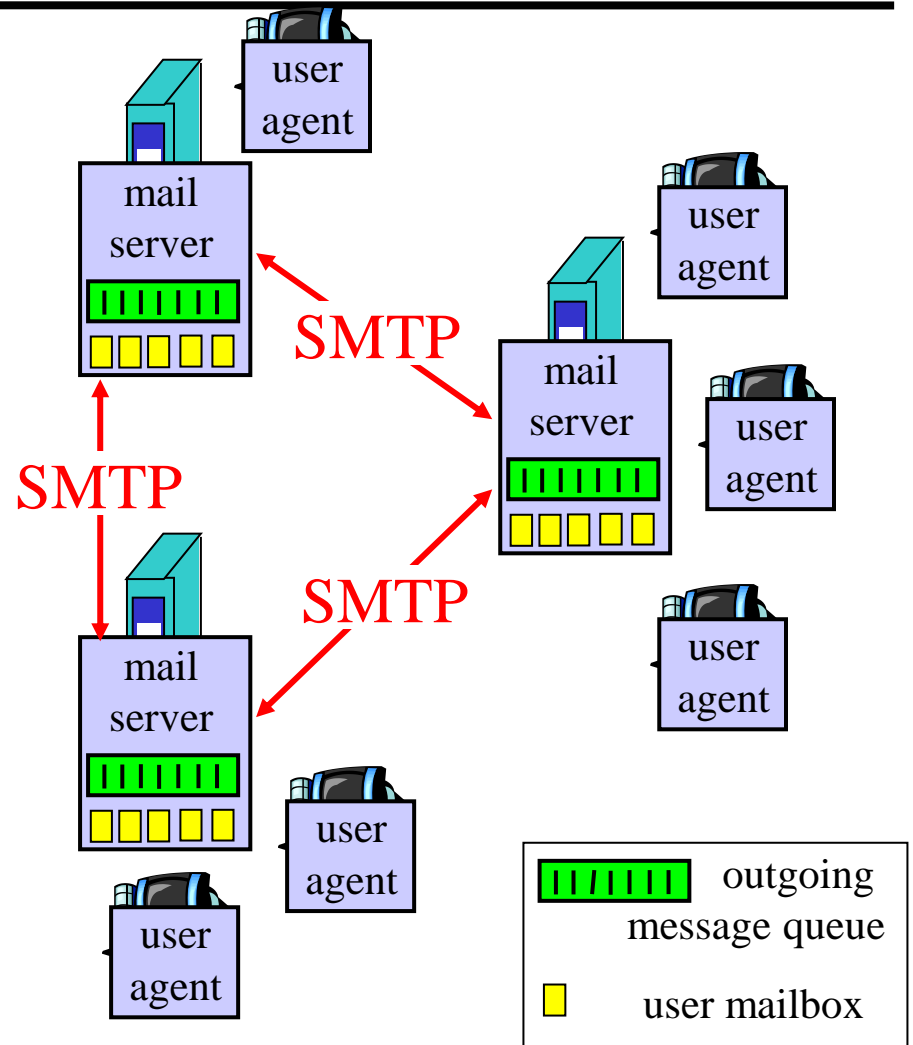 user
agent
mail
server
user
agent
SMTP
mail
server
user
agent
SMTP
SMTP
user
agent
mail
server
user
agent
user
agent
outgoing
message queue
user mailbox